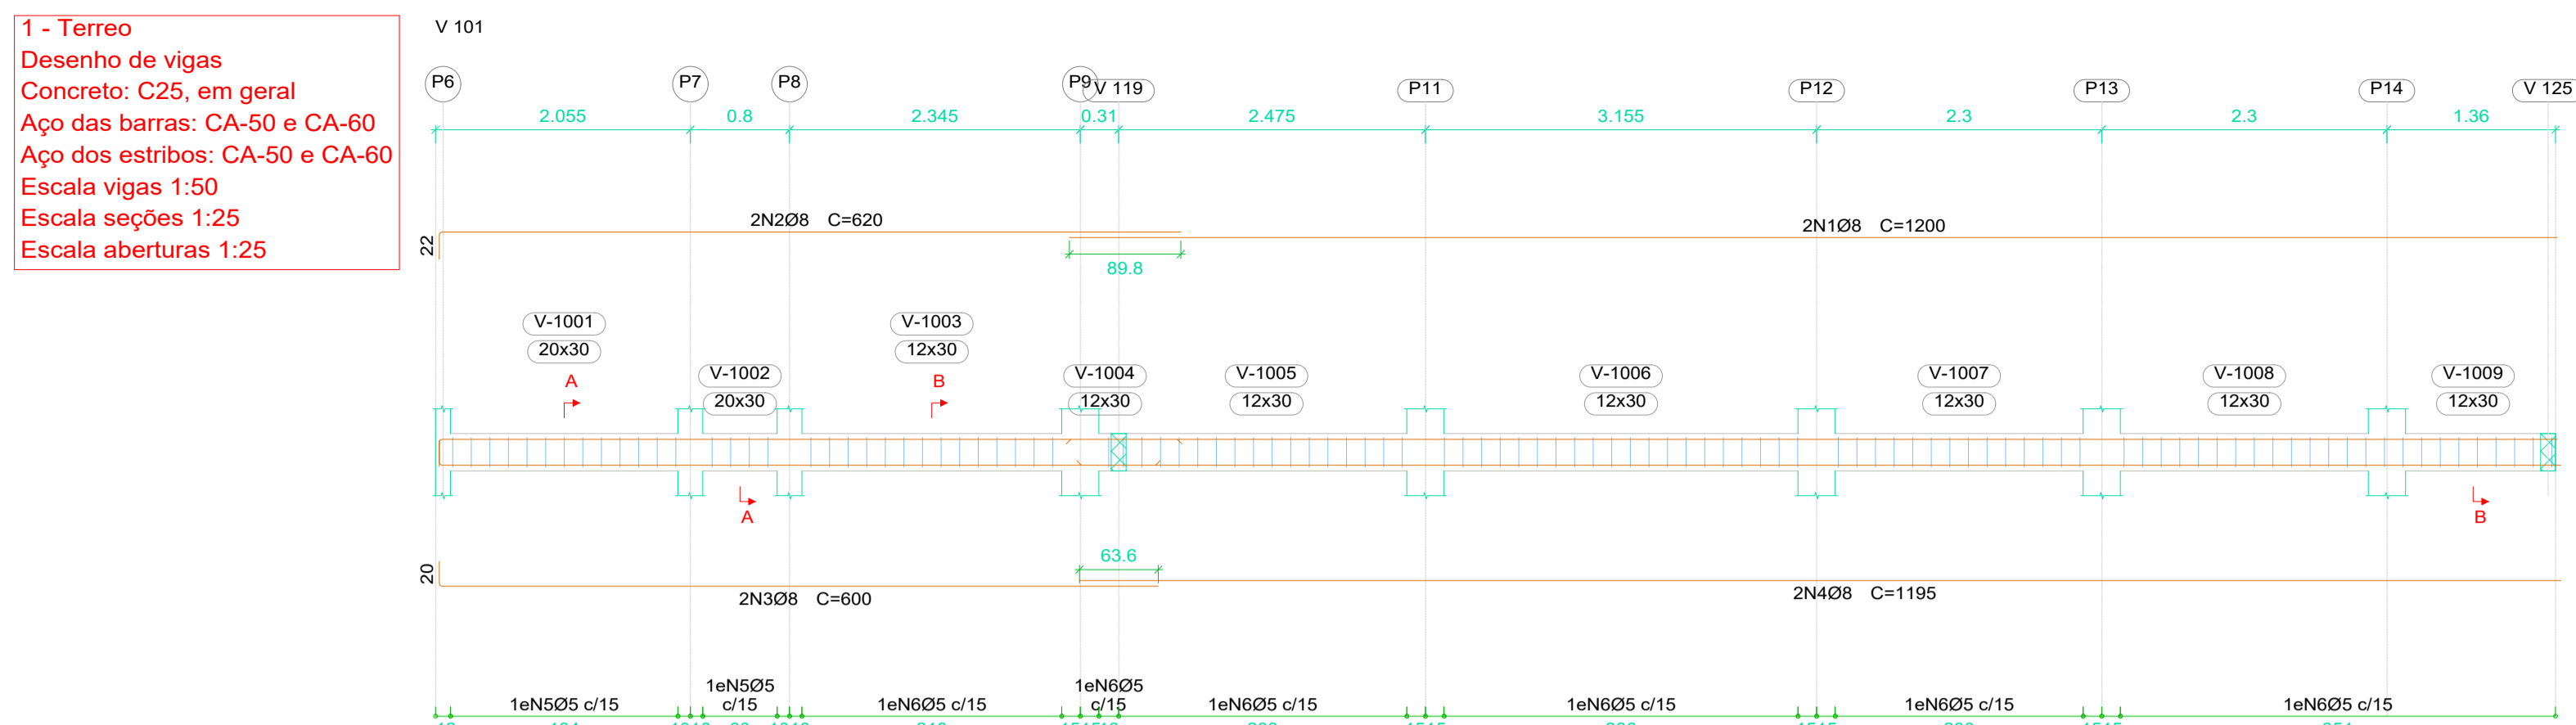 1 - Terreo
Desenho de vigas
Concreto: C25, em geral
Aço das barras: CA-50 e CA-60
Aço dos estribos: CA-50 e CA-60
Escala vigas 1:50
Escala seções 1:25
Escala aberturas 1:25
V 101
P6 P7 P8 P9 V 119 P11 P12 P13 P14 V 125
2.055 0.8 2.345 0.31 2.475 3.155 2.3 2.3 1.36
2N2Ø8 C=620 2N1Ø8 C=1200
22
89.8
V-1001 V-1003
20x30 12x30
V-1002 V-1004 V-1005 V-1006 V-1007 V-1008 V-1009
A B
20x30 12x30 12x30 12x30 12x30 12x30 12x30
A B
63.6
20
2N3Ø8 C=600 2N4Ø8 C=1195
1eN5Ø5 1eN6Ø5
1eN5Ø5 c/15 c/15 1eN6Ø5 c/15 c/15 1eN6Ø5 c/15 1eN6Ø5 c/15 1eN6Ø5 c/15 1eN6Ø5 c/15